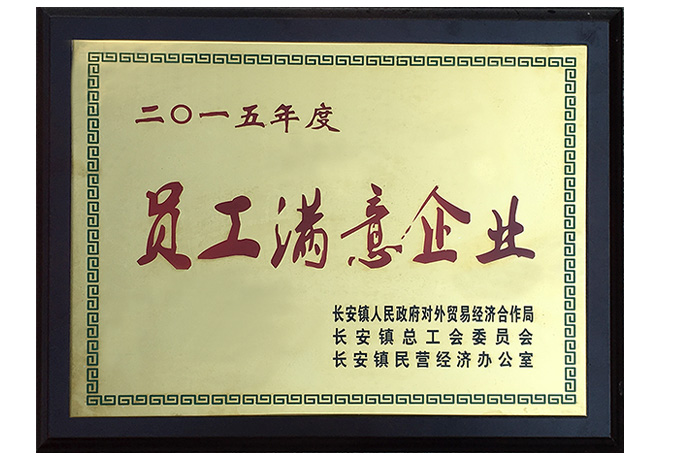 二〇一五年度
员工满意企业
长安镇人民政府对外贸易经济合作局
长安镇总工会委员会
长安镇民营经济办公室